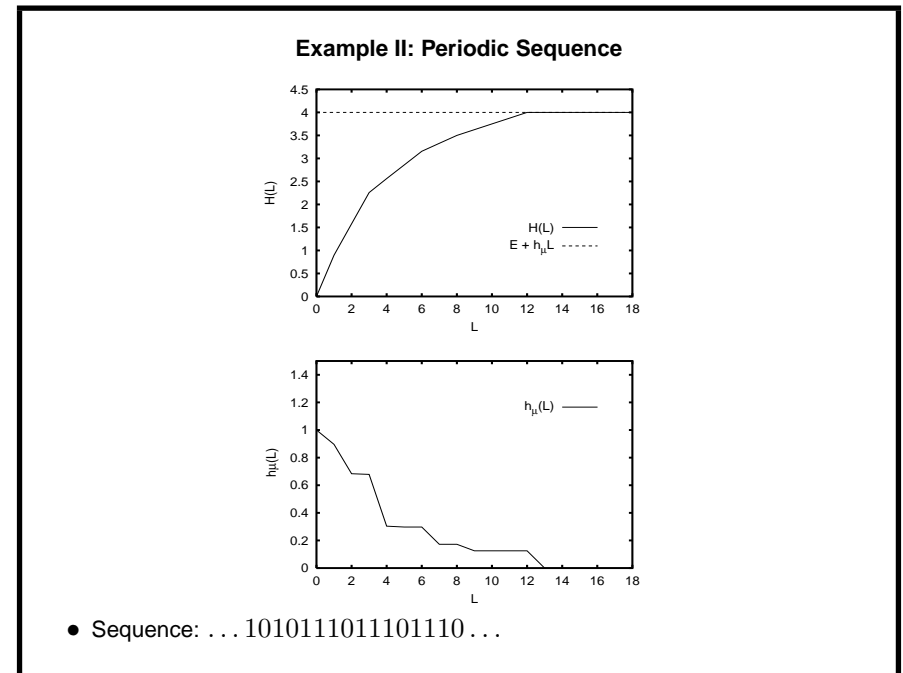 Example II: Periodic Sequence
4.5
4
3.5
3
2.5
2
1.5
1
0.5
0
H(L)
H(L)
E + hμL
0 2 4 6 8 10 12 14 16 18
L
1.4
1.2
1
0.8
0.6
0.4
0.2
0
hμ(L)
hμ(L)
0 2 4 6 8 10 12 14 16 18
L
• Sequence: ...1010111011101110...